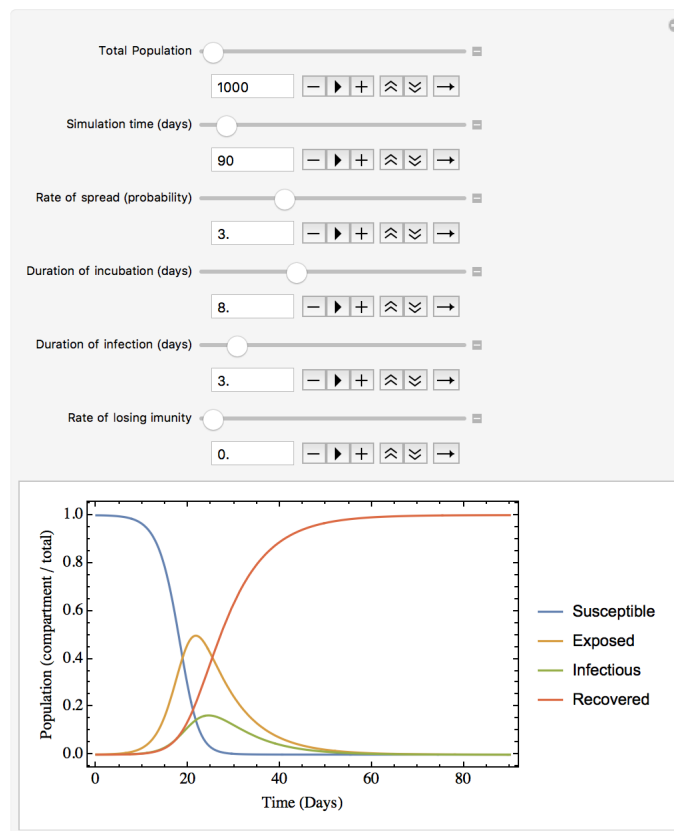 Total Population
1000
Simulation time (days)
90
Rate of spread (probability)
3.
Duration of incubation (days)
8.
Duration of infection (days)
3.
Rate of losing imunity
0.
Population (compartment / total)
1.0
0.8
0.6
0.4
0.2
0.0
0 20 40 60 80
Time (Days)
Susceptible
Exposed
Infectious
Recovered